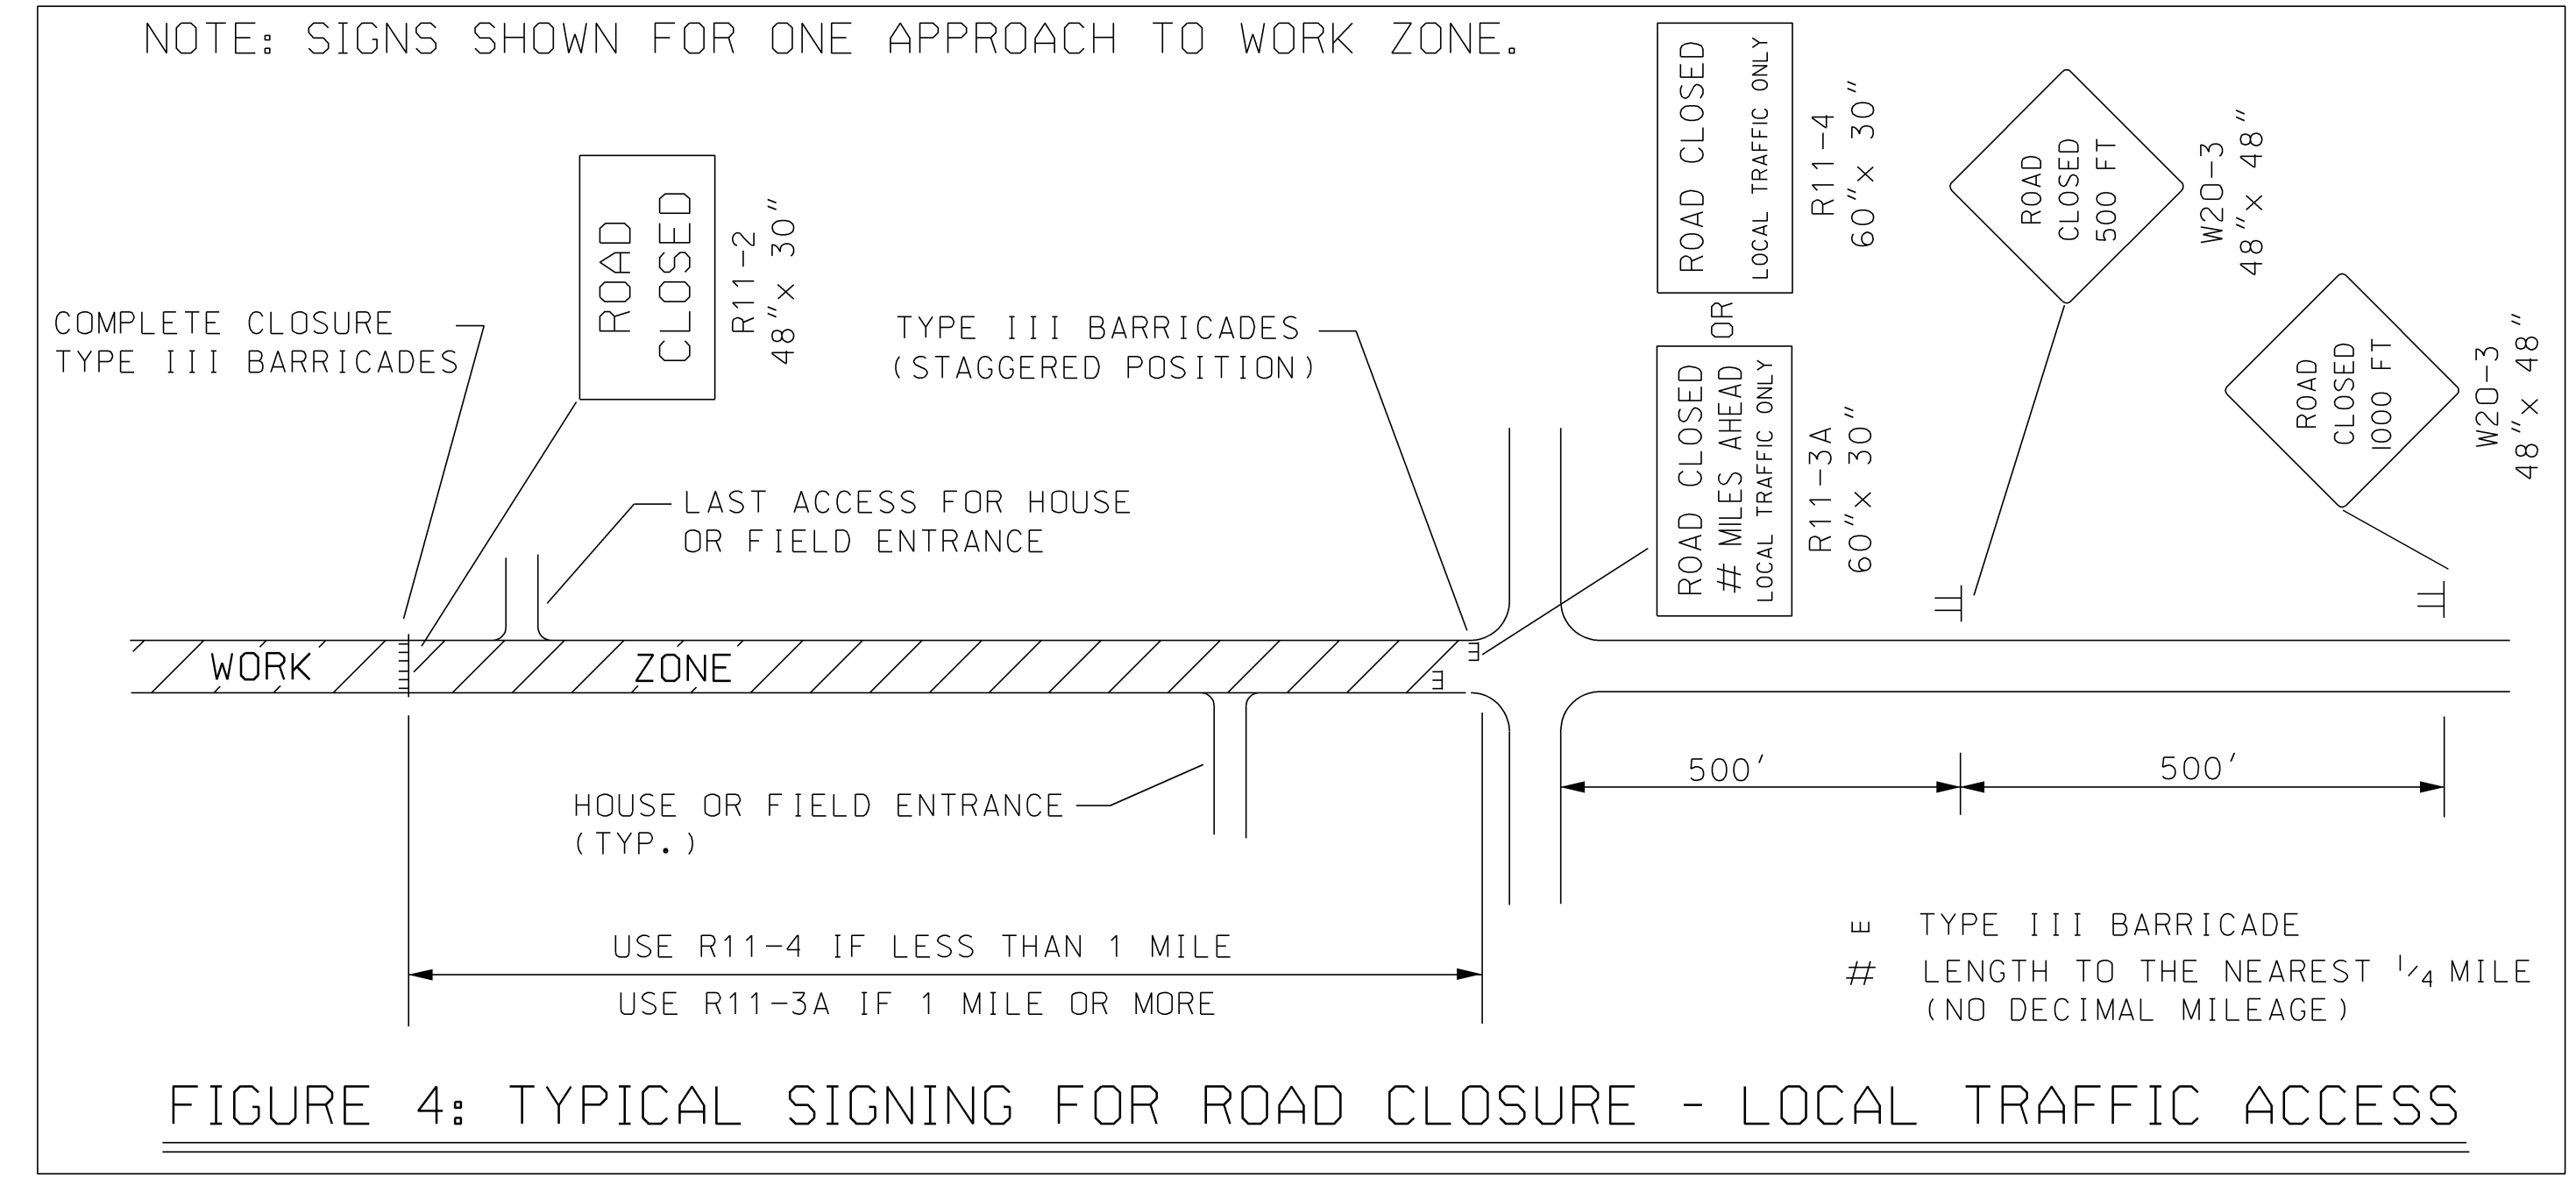 NOTE: SIGNS SHOWN FOR ONE APPROACH TO WORK ZONE.
COMPLETE CLOSURE
TYPE III BARRICADES
ROAD
CLOSED
R11-2
48"x 30"
TYPE III BARRICADES
(STAGGERED POSITION)
ROAD CLOSED
LOCAL TRAFFIC ONLY
R11-4
60"x 30"
OR
ROAD CLOSED
# MILES AHEAD
LOCAL TRAFFIC ONLY
R11-3A
60"x 30"
ROAD
CLOSED
500 FT
W20-3
48"x 48"
ROAD
CLOSED
1000 FT
W20-3
48"x 48"
LAST ACCESS FOR HOUSE
OR FIELD ENTRANCE
WORK ZONE
HOUSE OR FIELD ENTRANCE
(TYP.)
500'
500'
USE R11-4 IF LESS THAN 1 MILE
USE R11-3A IF 1 MILE OR MORE
TYPE III BARRICADE
# LENGTH TO THE NEAREST 1/4 MILE
(NO DECIMAL MILEAGE)
FIGURE 4: TYPICAL SIGNING FOR ROAD CLOSURE - LOCAL TRAFFIC ACCESS